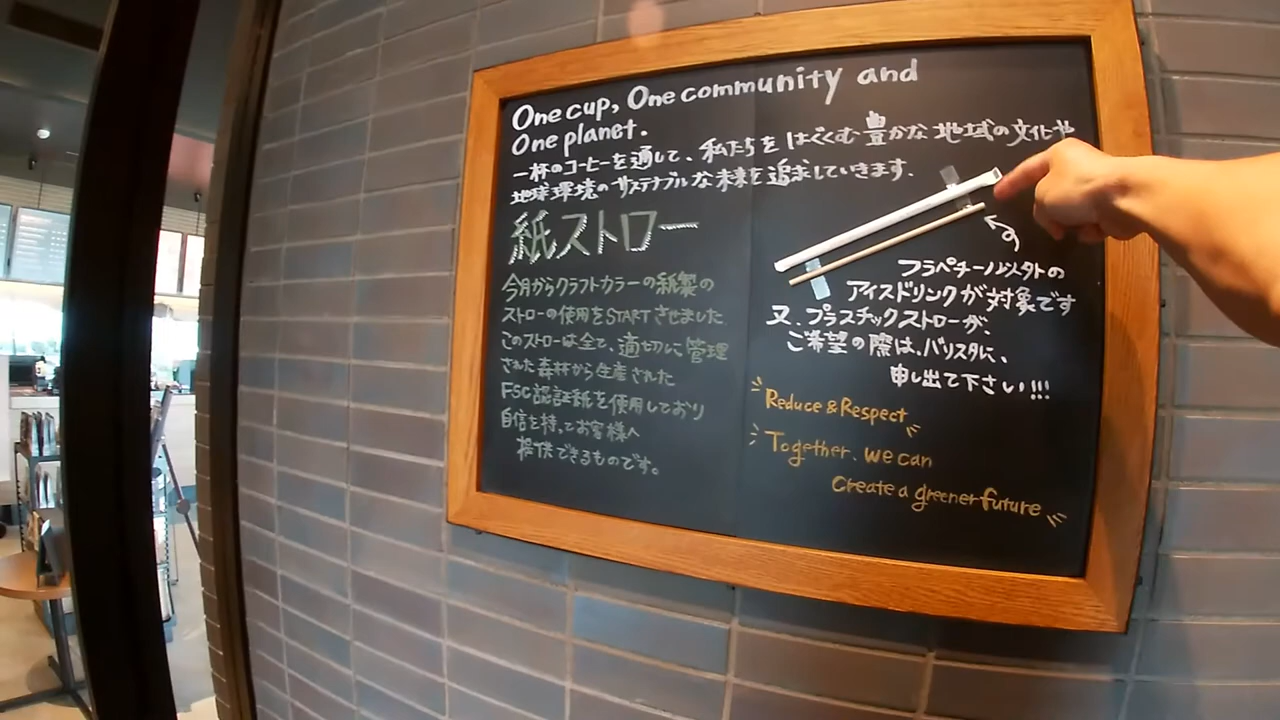 One cup, One community and
One planet.
一杯のコーヒーを通して、私たちをはぐくむ豊かな地域の文化や
地球環境のサステナブルな未来を追求していきます.
紙ストロー
今月からクラフトカラーの紙製の
ストローの使用をSTARTさせました.
このストローは全て、適切に管理
された森林から生産された
FSC認証紙を使用しており
自信を持ってお客様へ
提供できるものです。
フラペチーノ以外の
アイスドリンクが対象です
又、プラスチックストローが、
ご希望の際は、バリスタに、
申し出て下さい!!!
Reduce & Respect
Together. we can
Create a greener future